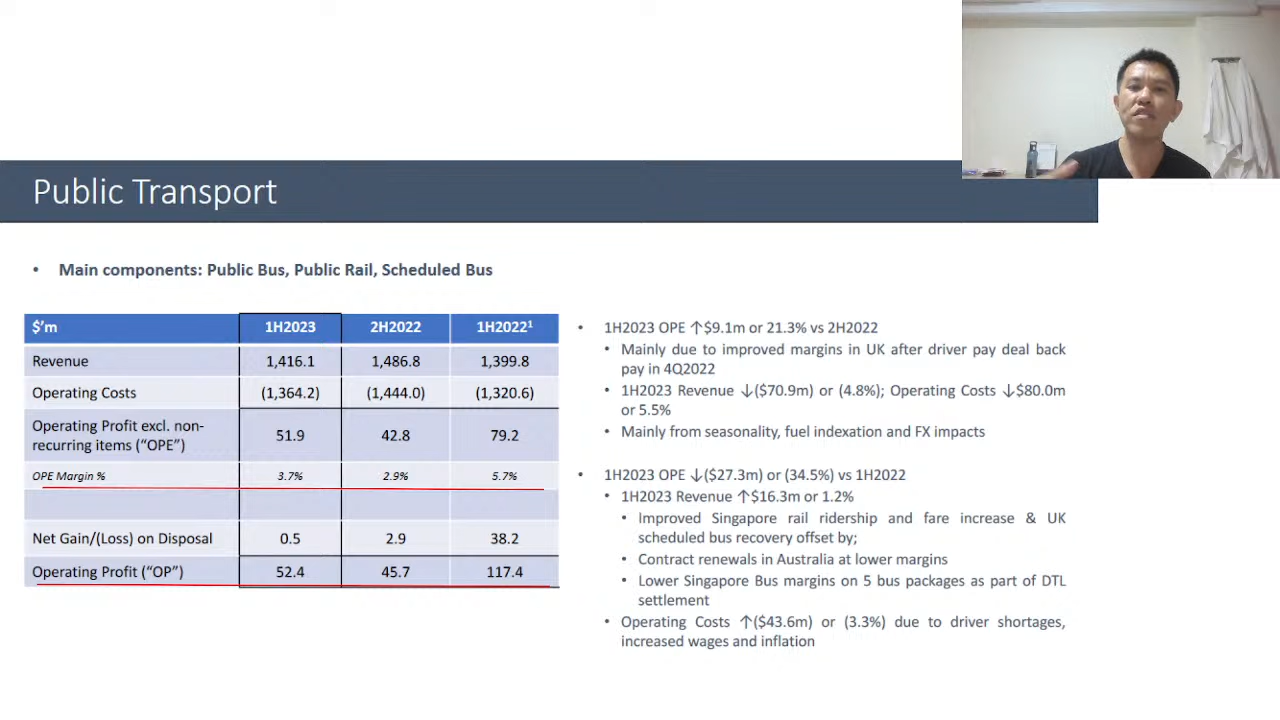 Public Transport
• Main components: Public Bus, Public Rail, Scheduled Bus
$'m 1H2023 2H2022 1H2022¹
Revenue 1,416.1 1,486.8 1,399.8
Operating Costs (1,364.2) (1,444.0) (1,320.6)
Operating Profit excl. non-
recurring items (“OPE”) 51.9 42.8 79.2
OPE Margin % 3.7% 2.9% 5.7%
Net Gain/(Loss) on Disposal 0.5 2.9 38.2
Operating Profit (“OP”) 52.4 45.7 117.4
• 1H2023 OPE ↑$9.1m or 21.3% vs 2H2022
• Mainly due to improved margins in UK after driver pay deal back
pay in 4Q2022
• 1H2023 Revenue ↓($70.9m) or (4.8%); Operating Costs ↓$80.0m
or 5.5%
• Mainly from seasonality, fuel indexation and FX impacts
• 1H2023 OPE ↓($27.3m) or (34.5%) vs 1H2022
• 1H2023 Revenue ↑$16.3m or 1.2%
• Improved Singapore rail ridership and fare increase & UK
scheduled bus recovery offset by;
• Contract renewals in Australia at lower margins
• Lower Singapore Bus margins on 5 bus packages as part of DTL
settlement
• Operating Costs ↑($43.6m) or (3.3%) due to driver shortages,
increased wages and inflation